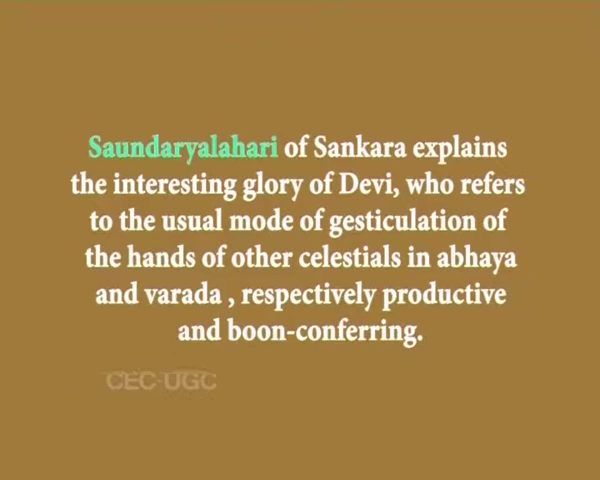 Saundaryalahari of Sankara explains
the interesting glory of Devi, who refers
to the usual mode of gesticulation of
the hands of other celestials in abhaya
and varada , respectively productive
and boon-conferring.
CEC-UGC